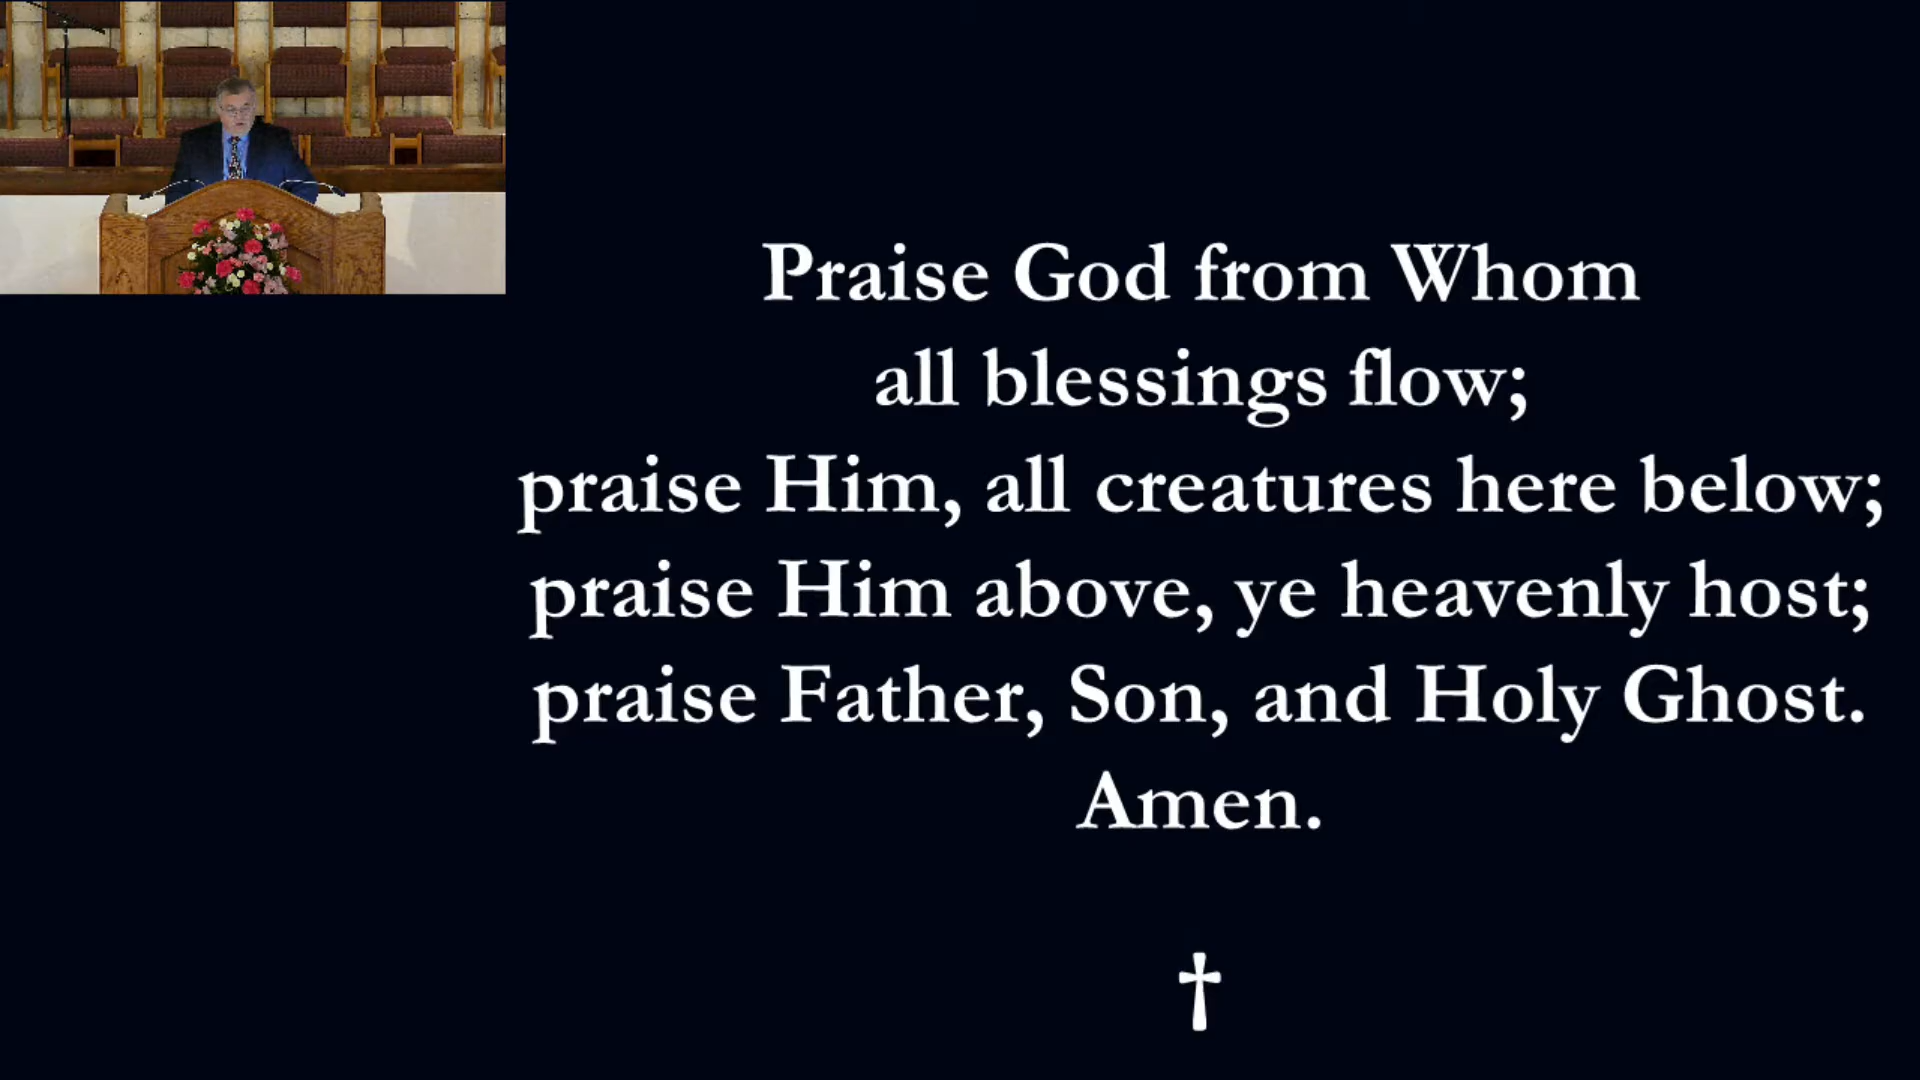 Praise God from Whom
all blessings flow;
praise Him, all creatures here below;
praise Him above, ye heavenly host;
praise Father, Son, and Holy Ghost.
Amen.
†